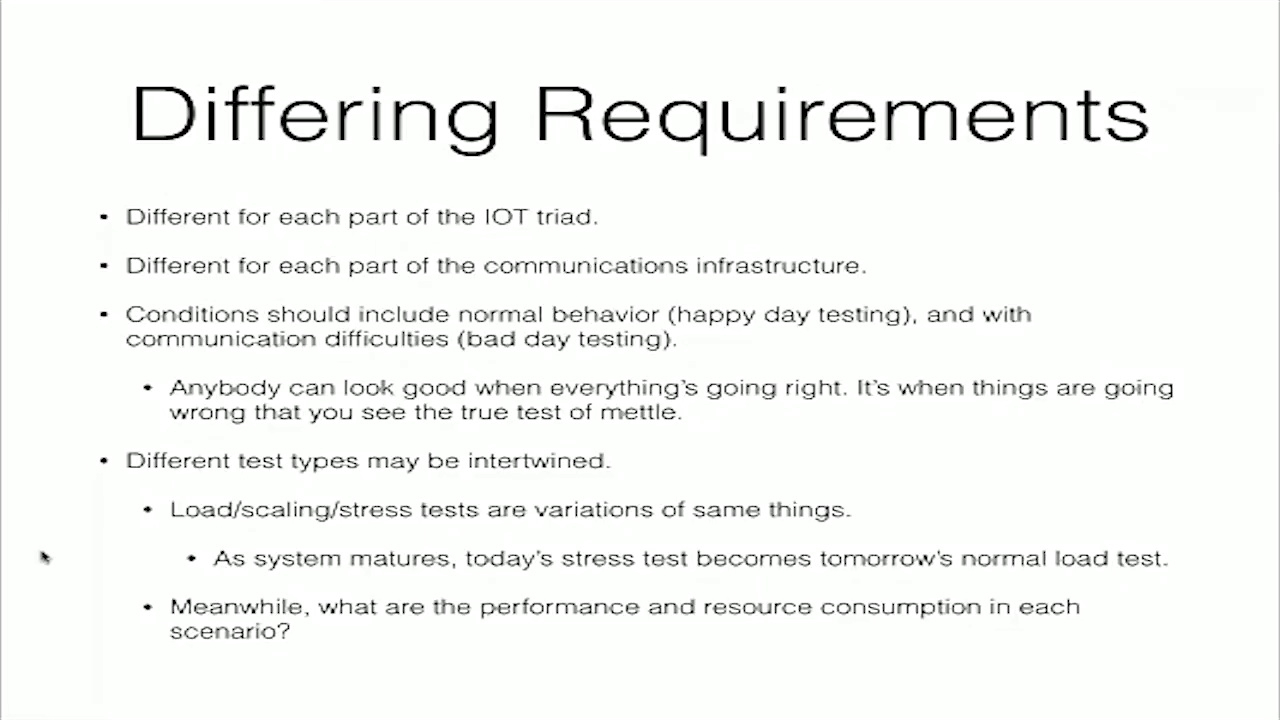 Differing Requirements
• Different for each part of the IOT triad.
• Different for each part of the communications infrastructure.
• Conditions should include normal behavior (happy day testing), and with
communication difficulties (bad day testing).
• Anybody can look good when everything's going right. It's when things are going
wrong that you see the true test of mettle.
• Different test types may be intertwined.
• Load/scaling/stress tests are variations of same things.
• As system matures, today's stress test becomes tomorrow's normal load test.
• Meanwhile, what are the performance and resource consumption in each
scenario?